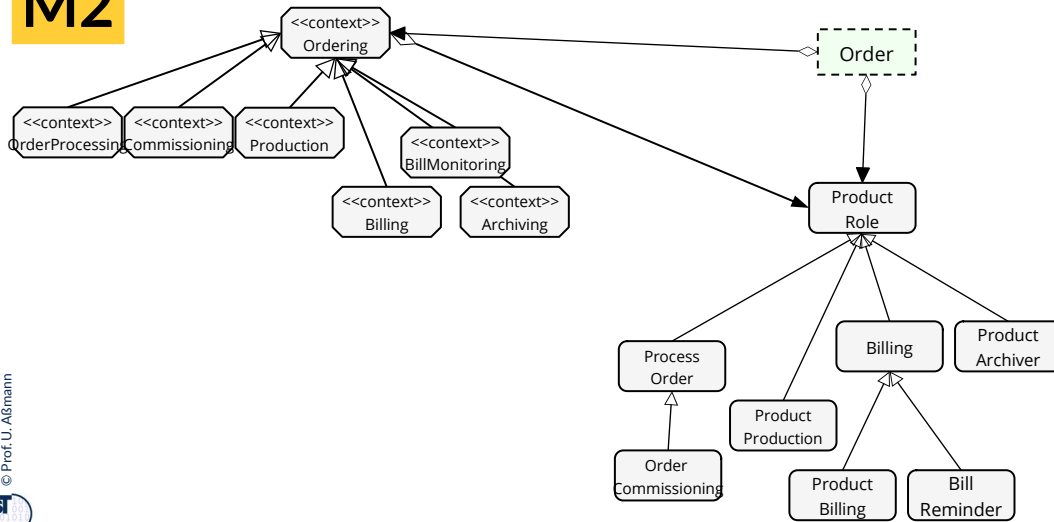 M2
<<context>>
Ordering
Order
<<context>>
OrderProcessing
<<context>>
Commissioning
<<context>>
Production
<<context>>
BillMonitoring
<<context>>
Billing
<<context>>
Archiving
Product
Role
Process
Order
Billing
Product
Archiver
Product
Production
Order
Commissioning
Product
Billing
Bill
Reminder
© Prof. U. Aßmann
ST